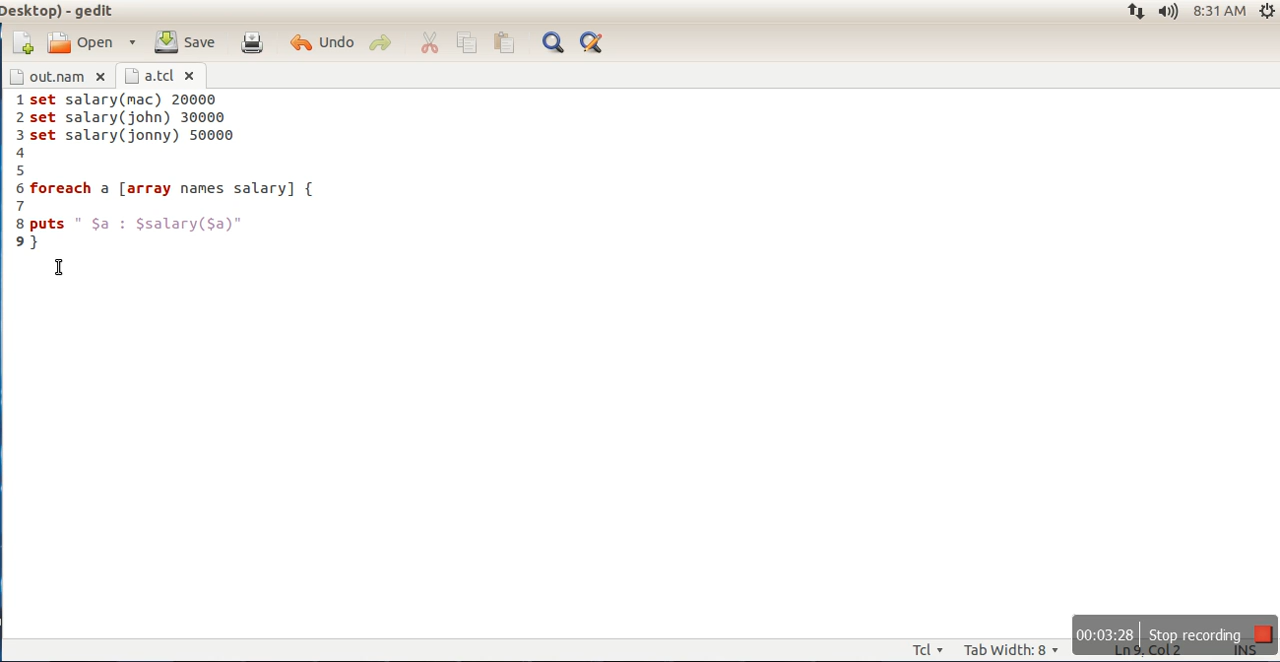 Desktop) - gedit
8:31 AM
Open Save Undo
out.nam a.tcl
1 set salary(mac) 20000
2 set salary(john) 30000
3 set salary(jonny) 50000
4
5
6 foreach a [array names salary] {
7
8 puts " $a : $salary($a)"
9 }
00:03:28 Stop recording
Tcl Tab Width: 8 Ln 9, Col 2 INS